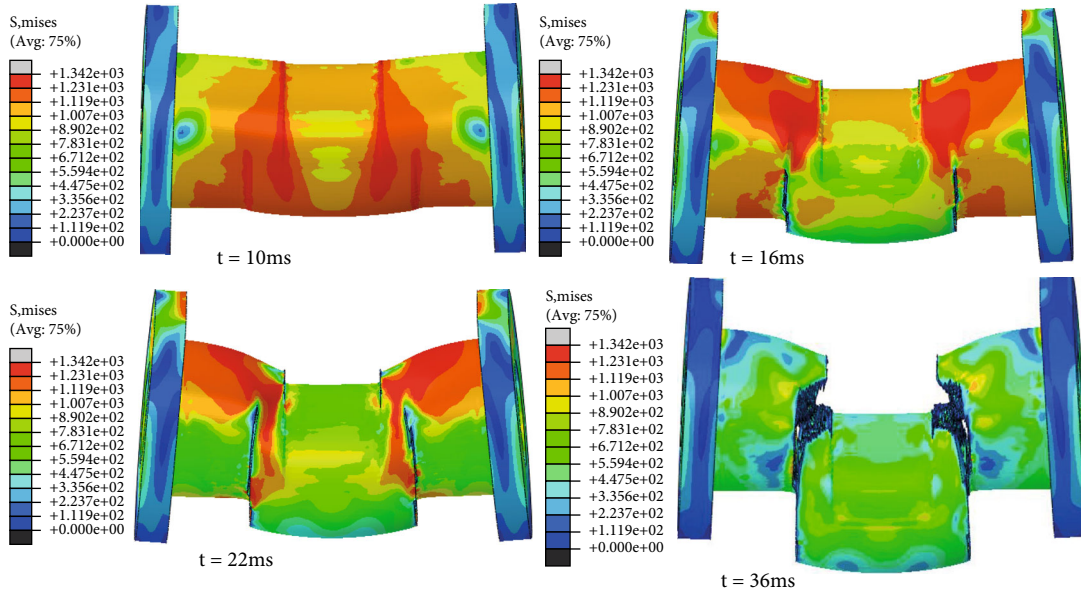 S,mises
(Avg: 75%)
+1.342e+03
+1.231e+03
+1.119e+03
+1.007e+03
+8.902e+02
+7.831e+02
+6.712e+02
+5.594e+02
+4.475e+02
+3.356e+02
+2.237e+02
+1.119e+02
+0.000e+00
t = 10ms
S,mises
(Avg: 75%)
+1.342e+03
+1.231e+03
+1.119e+03
+1.007e+03
+8.902e+02
+7.831e+02
+6.712e+02
+5.594e+02
+4.475e+02
+3.356e+02
+2.237e+02
+1.119e+02
+0.000e+00
t = 16ms
S,mises
(Avg: 75%)
+1.342e+03
+1.231e+03
+1.119e+03
+1.007e+03
+8.902e+02
+7.831e+02
+6.712e+02
+5.594e+02
+4.475e+02
+3.356e+02
+2.237e+02
+1.119e+02
+0.000e+00
t = 22ms
S,mises
(Avg: 75%)
+1.342e+03
+1.231e+03
+1.119e+03
+1.007e+03
+8.902e+02
+7.831e+02
+6.712e+02
+5.594e+02
+4.475e+02
+3.356e+02
+2.237e+02
+1.119e+02
+0.000e+00
t = 36ms